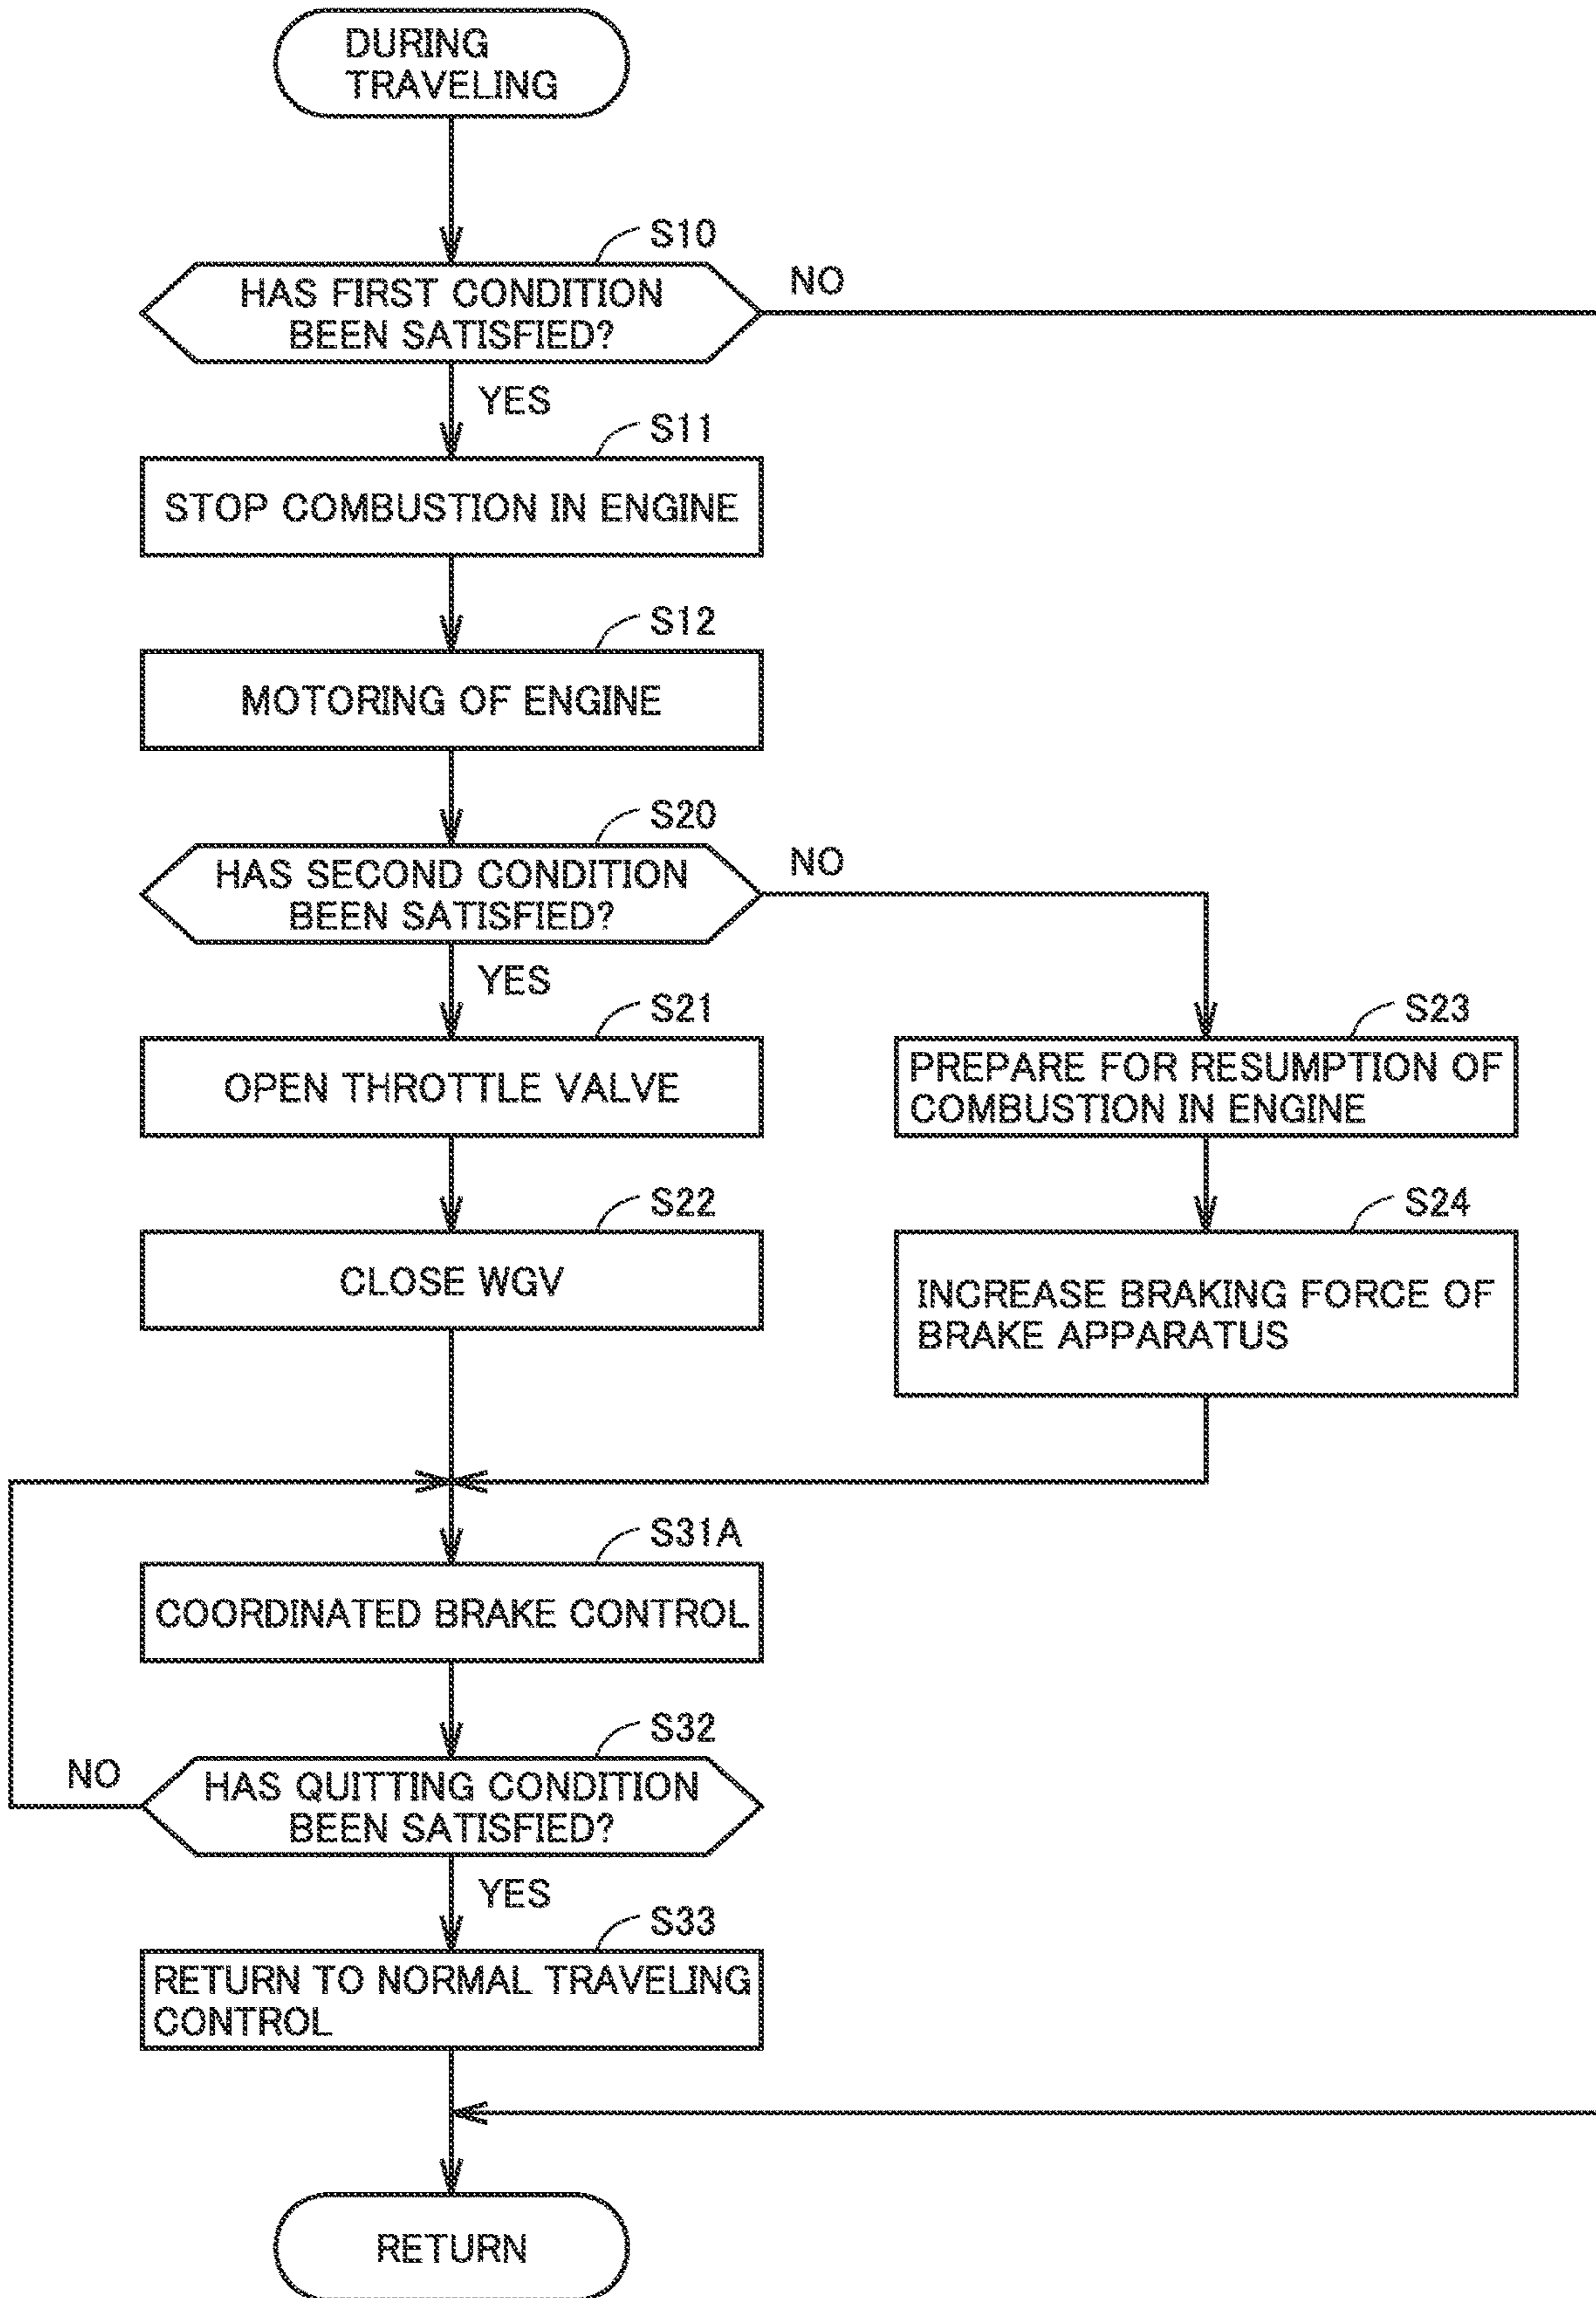 DURING
TRAVELING
S10
HAS FIRST CONDITION
BEEN SATISFIED?
NO
YES
S11
STOP COMBUSTION IN ENGINE
S12
MOTORING OF ENGINE
S20
HAS SECOND CONDITION
BEEN SATISFIED?
NO
YES
S21
OPEN THROTTLE VALVE
S23
PREPARE FOR RESUMPTION OF
COMBUSTION IN ENGINE
S22
CLOSE WGV
S24
INCREASE BRAKING FORCE OF
BRAKE APPARATUS
S31A
COORDINATED BRAKE CONTROL
S32
HAS QUITTING CONDITION
BEEN SATISFIED?
NO
YES
S33
RETURN TO NORMAL TRAVELING
CONTROL
RETURN